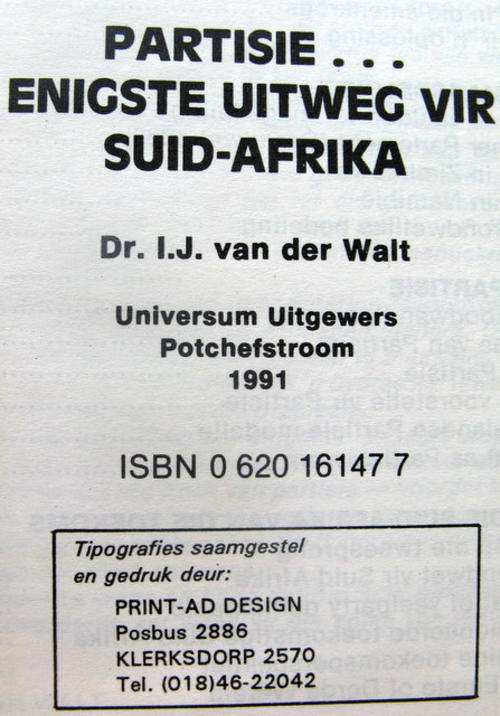 PARTISIE . . .
ENIGSTE UITWEG VIR
SUID-AFRIKA
Dr. I.J. van der Walt
Universum Uitgewers
Potchefstroom
1991
ISBN 0 620 16147 7
Tipografies saamgestel
en gedruk deur:
PRINT-AD DESIGN
Posbus 2886
KLERKSDORP 2570
Tel. (018)46-22042